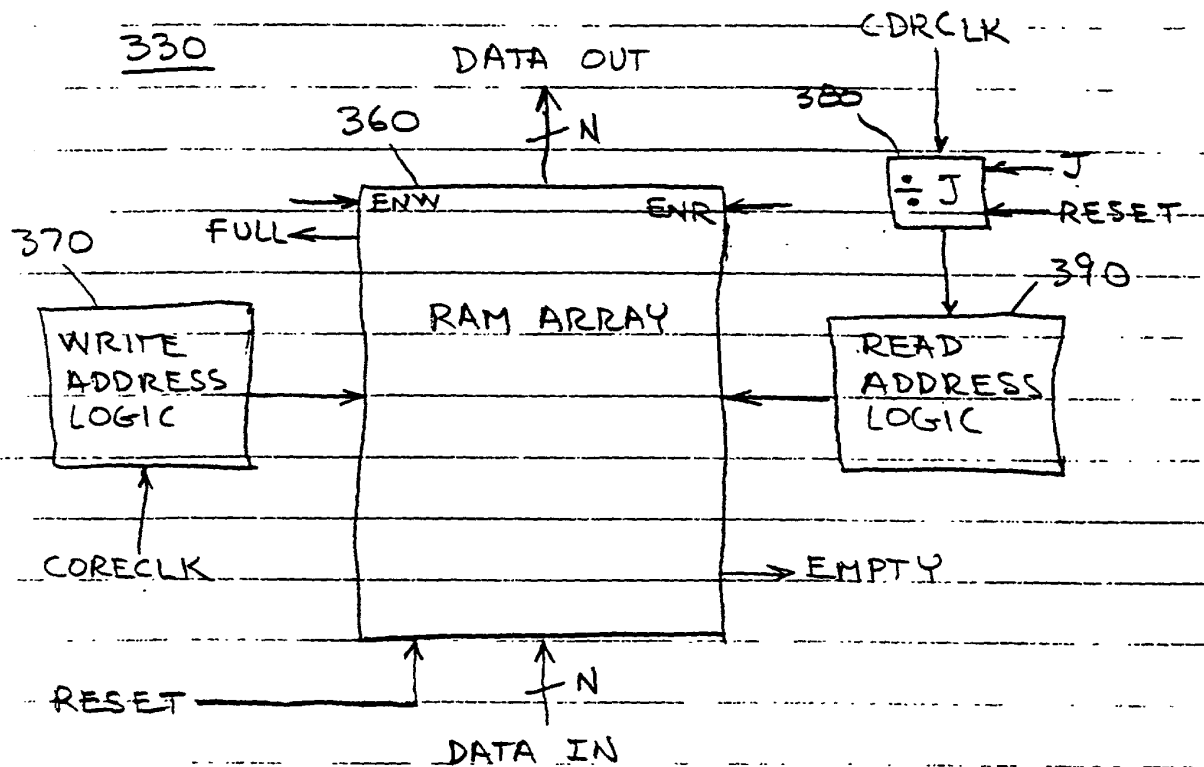 330
DATA OUT
CDRCLK
N
360
380
÷ J
J
RESET
ENW
ENR
FULL
370
390
RAM ARRAY
WRITE
ADDRESS
LOGIC
READ
ADDRESS
LOGIC
CORECLK
EMPTY
RESET
N
DATA IN